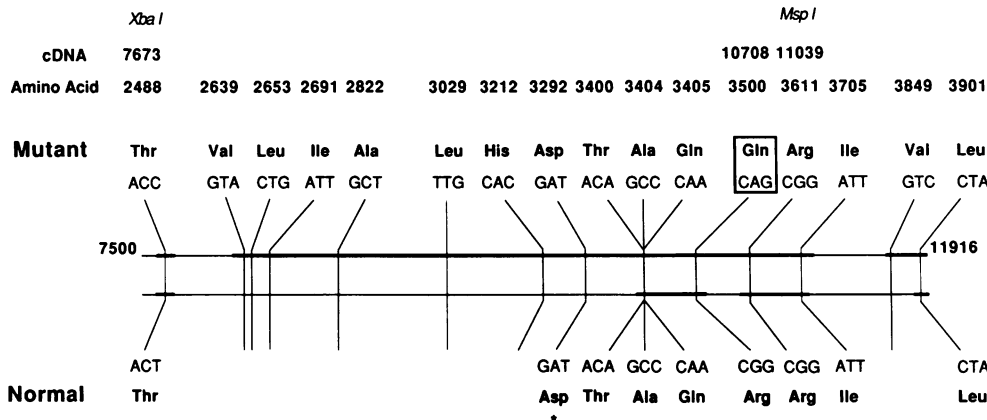 Xba I Msp I
cDNA 7673 10708 11039
Amino Acid 2488 2639 2653 2691 2822 3029 3212 3292 3400 3404 3405 3500 3611 3705 3849 3901
Mutant Thr Val Leu Ile Ala Leu His Asp Thr Ala Gln Gln Arg Ile Val Leu
ACC GTA CTG ATT GCT TTG CAC GAT ACA GCC CAA CAG CGG ATT GTC CTA
7500 11916
ACT GAT ACA GCC CAA CGG CGG ATT CTA
Normal Thr Asp Thr Ala Gln Arg Arg Ile Leu
*